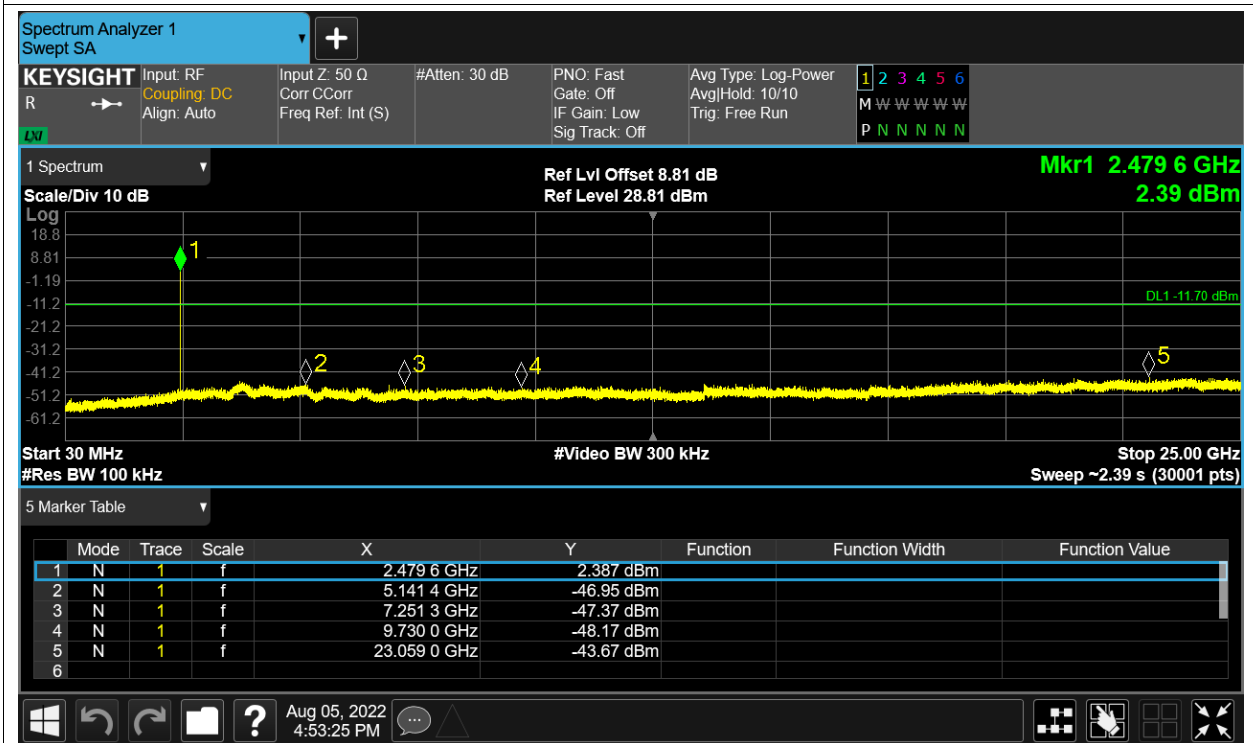 Spectrum Analyzer 1
Swept SA
+
KEYSIGHT Input: RF Input Z: 50 Ω #Atten: 30 dB PNO: Fast Avg Type: Log-Power 1 2 3 4 5 6
R Coupling: DC Corr CCorr Gate: Off Avg|Hold: 10/10 M W W W W W
Align: Auto Freq Ref: Int (S) IF Gain: Low Trig: Free Run
LXI Sig Track: Off P N N N N N
1 Spectrum Ref Lvl Offset 8.81 dB Mkr1 2.479 6 GHz
Scale/Div 10 dB Ref Level 28.81 dBm 2.39 dBm
Log
18.8
8.81 1
-1.19
-11.2 DL1 -11.70 dBm
-21.2
-31.2
-41.2 2 3 4 5
-51.2
-61.2
Start 30 MHz #Video BW 300 kHz Stop 25.00 GHz
#Res BW 100 kHz Sweep ~2.39 s (30001 pts)
5 Marker Table
Mode Trace Scale X Y Function Function Width Function Value
1 N 1 f 2.479 6 GHz 2.387 dBm
2 N 1 f 5.141 4 GHz -46.95 dBm
3 N 1 f 7.251 3 GHz -47.37 dBm
4 N 1 f 9.730 0 GHz -48.17 dBm
5 N 1 f 23.059 0 GHz -43.67 dBm
6
? Aug 05, 2022
4:53:25 PM